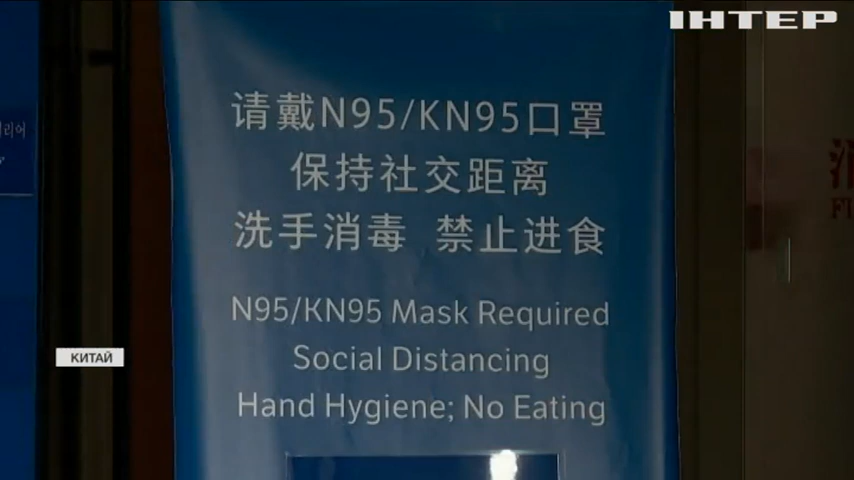 ІНТЕР
请戴N95/KN95口罩
保持社交距离
洗手消毒 禁止进食
N95/KN95 Mask Required
Social Distancing
Hand Hygiene; No Eating
КИТАЙ